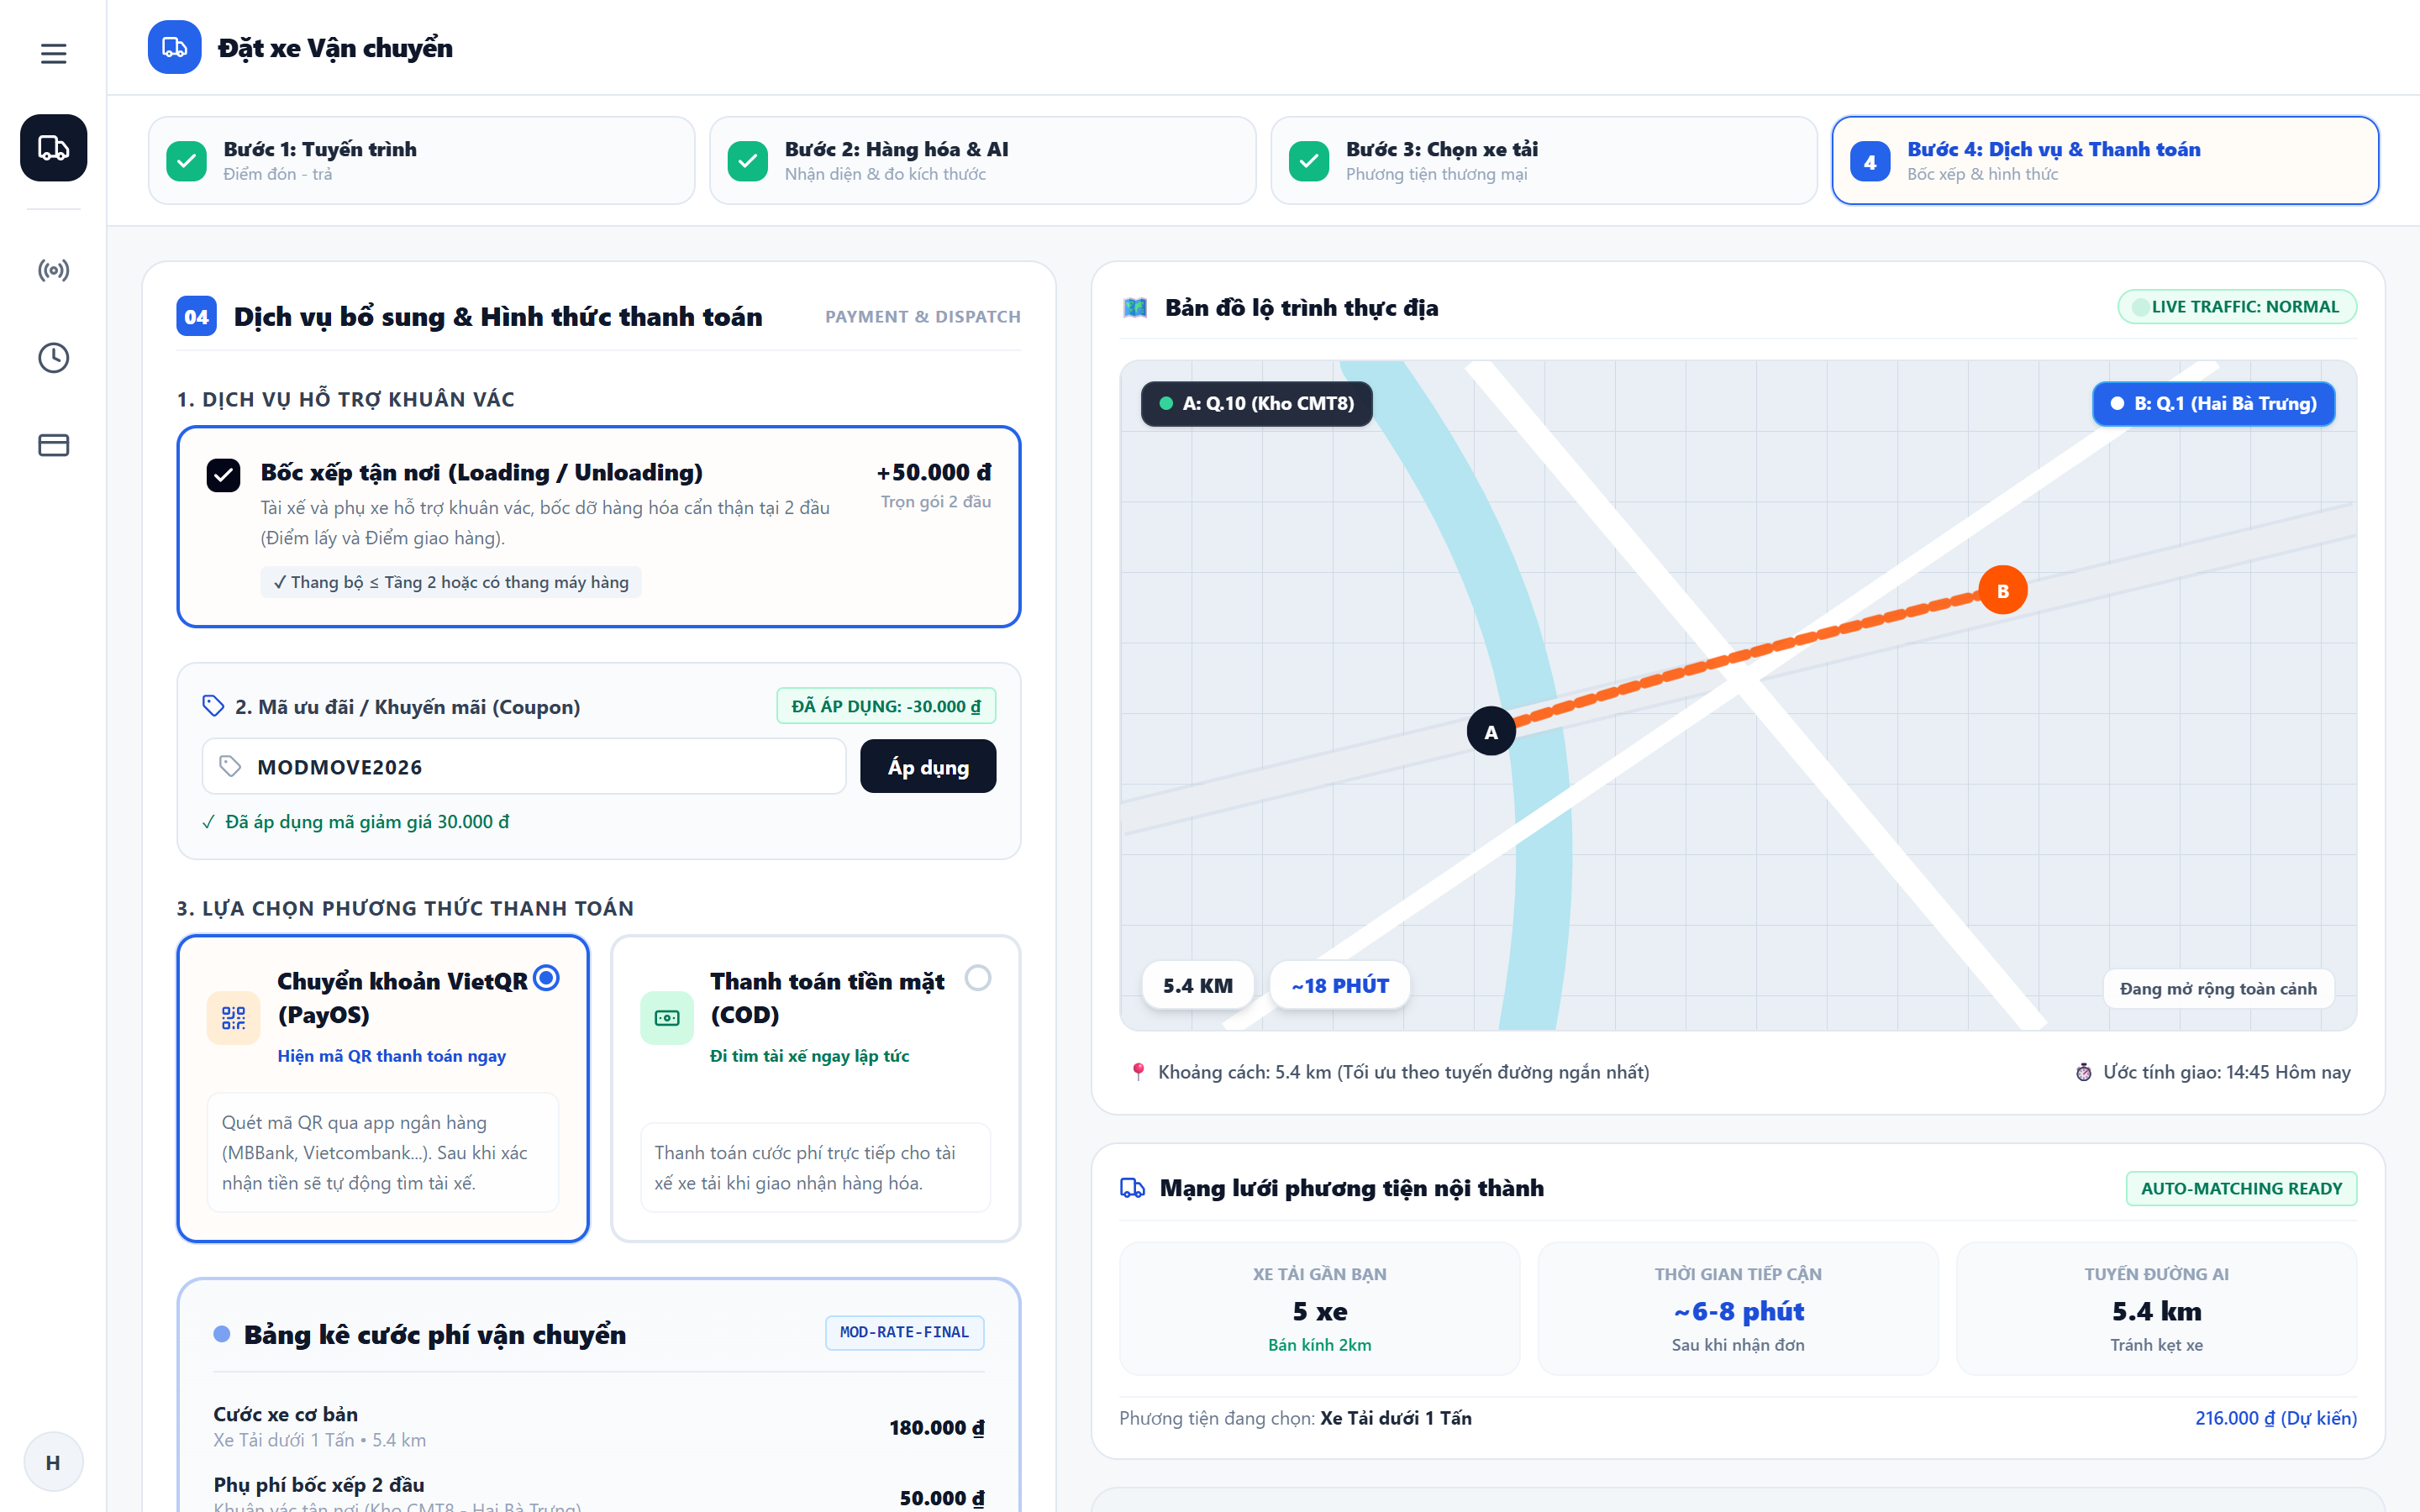 Đặt xe Vận chuyển
Bước 1: Tuyến trình
Điểm đón - trả
Bước 2: Hàng hóa & AI
Nhận diện & đo kích thước
Bước 3: Chọn xe tải
Phương tiện thương mại
4
Bước 4: Dịch vụ & Thanh toán
Bốc xếp & hình thức
04
Dịch vụ bổ sung & Hình thức thanh toán
PAYMENT & DISPATCH
1. DỊCH VỤ HỖ TRỢ KHUÂN VÁC
Bốc xếp tận nơi (Loading / Unloading)
+50.000 đ
Tài xế và phụ xe hỗ trợ khuân vác, bốc dỡ hàng hóa cẩn thận tại 2 đầu
(Điểm lấy và Điểm giao hàng).
Trọn gói 2 đầu
✓ Thang bộ ≤ Tầng 2 hoặc có thang máy hàng
2. Mã ưu đãi / Khuyến mãi (Coupon)
ĐÃ ÁP DỤNG: -30.000 ₫
MODMOVE2026
Áp dụng
✓ Đã áp dụng mã giảm giá 30.000 đ
3. LỰA CHỌN PHƯƠNG THỨC THANH TOÁN
Chuyển khoản VietQR
(PayOS)
Hiện mã QR thanh toán ngay
Quét mã QR qua app ngân hàng
(MBBank, Vietcombank...). Sau khi xác
nhận tiền sẽ tự động tìm tài xế.
Thanh toán tiền mặt
(COD)
Đi tìm tài xế ngay lập tức
Thanh toán cước phí trực tiếp cho tài
xế xe tải khi giao nhận hàng hóa.
Bảng kê cước phí vận chuyển
MOD-RATE-FINAL
Cước xe cơ bản
Xe Tải dưới 1 Tấn • 5.4 km
180.000 ₫
Phụ phí bốc xếp 2 đầu
Khuân vác tận nơi (Kho CMT8 - Hai Bà Trưng)
50.000 ₫
H
Bản đồ lộ trình thực địa
LIVE TRAFFIC: NORMAL
A: Q.10 (Kho CMT8)
B: Q.1 (Hai Bà Trưng)
B
A
5.4 KM
~18 PHÚT
Đang mở rộng toàn cảnh
Khoảng cách: 5.4 km (Tối ưu theo tuyến đường ngắn nhất)
Ước tính giao: 14:45 Hôm nay
Mạng lưới phương tiện nội thành
AUTO-MATCHING READY
XE TẢI GẦN BẠN
5 xe
Bán kính 2km
THỜI GIAN TIẾP CẬN
~6-8 phút
Sau khi nhận đơn
TUYẾN ĐƯỜNG AI
5.4 km
Tránh kẹt xe
Phương tiện đang chọn: Xe Tải dưới 1 Tấn
216.000 ₫ (Dự kiến)